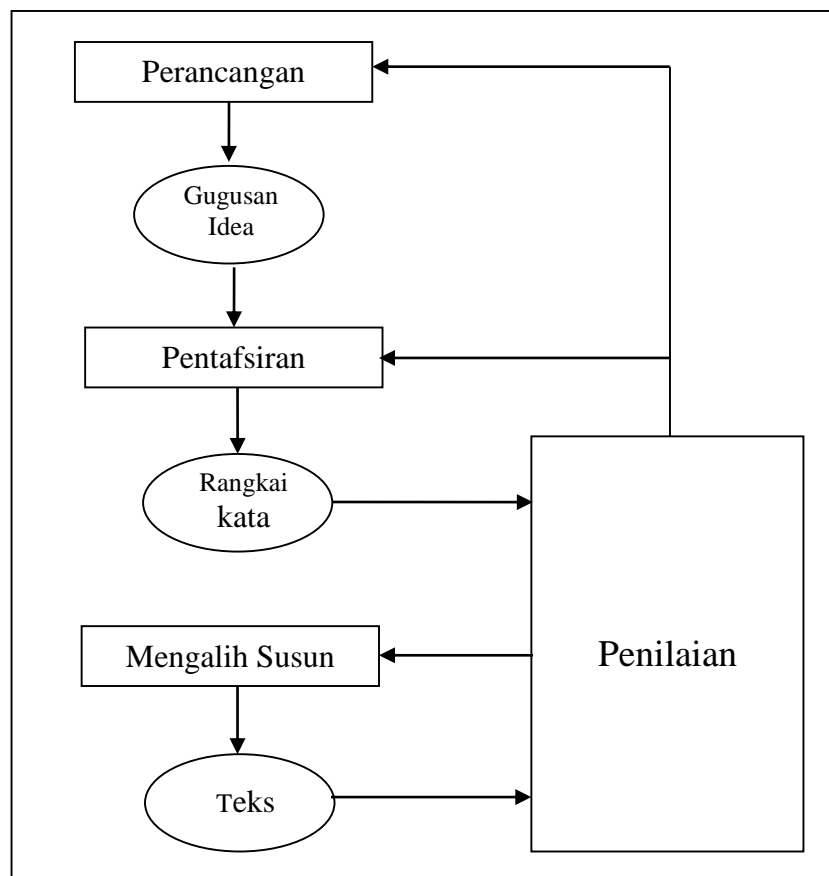 Perancangan
Gugusan
Idea
Pentafsiran
Rangkai
kata
Mengalih Susun
Penilaian
Teks